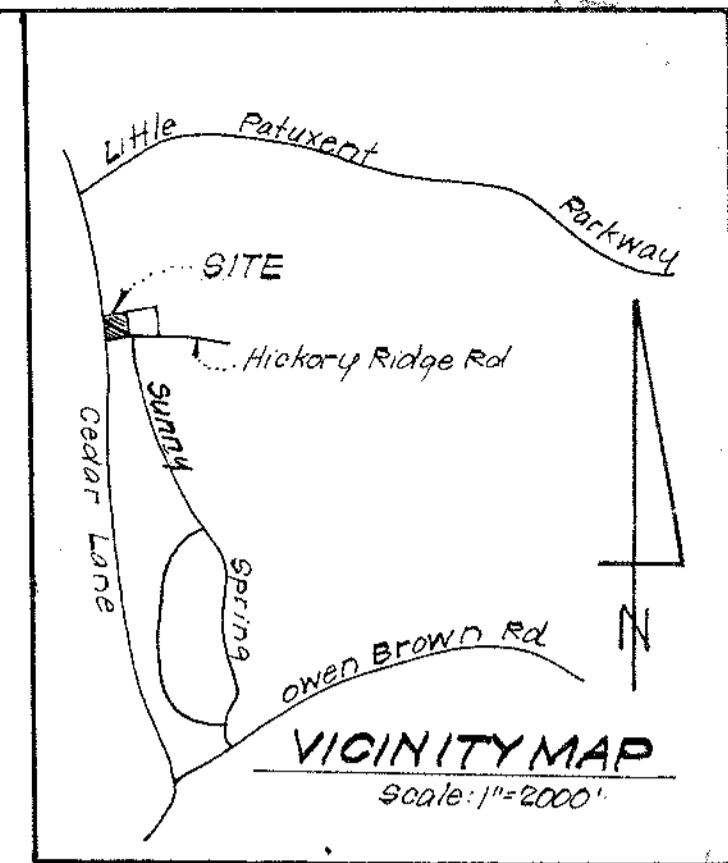 Little Patuxent Parkway
SITE
Hickory Ridge Rd
Sunny Spring
Cedar Lane
Owen Brown Rd
N
VICINITY MAP
Scale: 1"=2000'